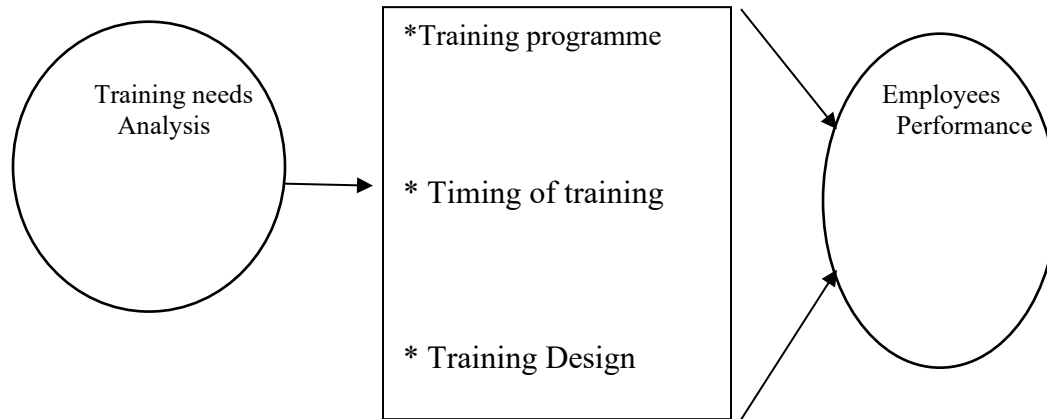 Training needs
Analysis
*Training programme
* Timing of training
* Training Design
Employees
Performance